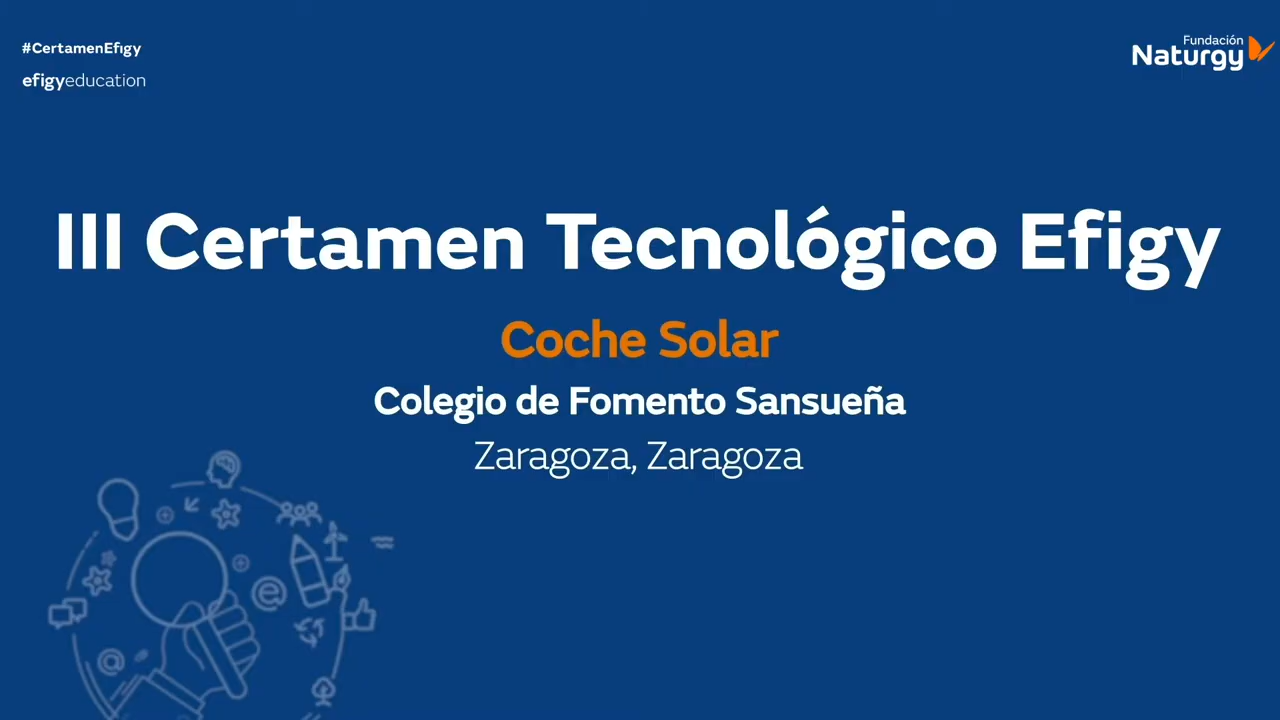 #CertamenEfigy
efigyeducation
Fundación
Naturgy
III Certamen Tecnológico Efigy
Coche Solar
Colegio de Fomento Sansueña
Zaragoza, Zaragoza